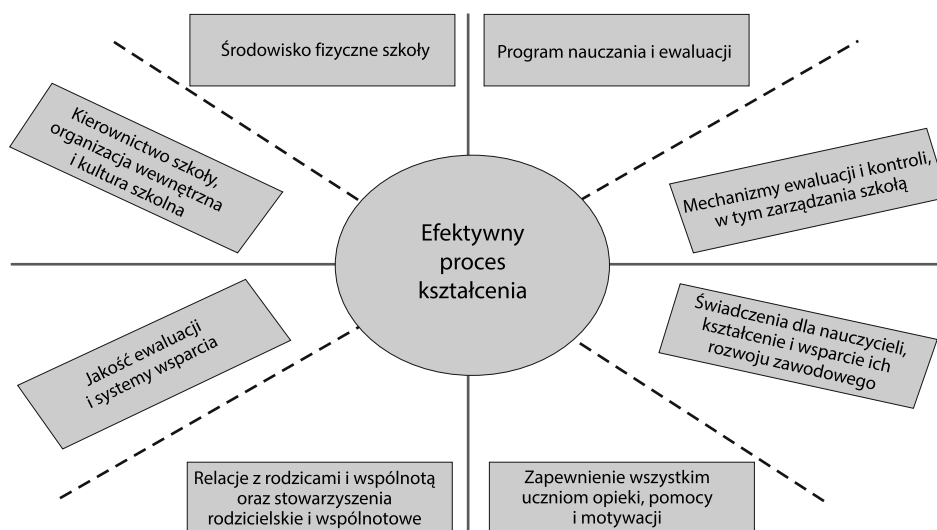 Środowisko fizyczne szkoły
Program nauczania i ewaluacji
Kierownictwo szkoły,
organizacja wewnętrzna
i kultura szkolna
Mechanizmy ewaluacji i kontroli,
w tym zarządzania szkołą
Efektywny
proces
kształcenia
Jakość ewaluacji
i systemy wsparcia
Świadczenia dla nauczycieli,
kształcenie i wsparcie ich
rozwoju zawodowego
Relacje z rodzicami i wspólnotą
oraz stowarzyszenia
rodzicielskie i wspólnotowe
Zapewnienie wszystkim
uczniom opieki, pomocy
i motywacji